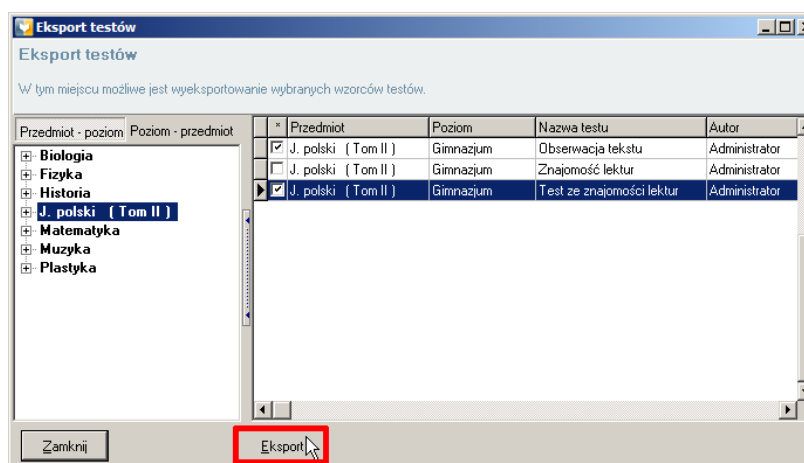 Eksport testów
Eksport testów
W tym miejscu możliwe jest wyeksportowanie wybranych wzorców testów.
Przedmiot - poziom Poziom - przedmiot
Biologia
Fizyka
Historia
J. polski ( Tom II )
Matematyka
Muzyka
Plastyka
* Przedmiot Poziom Nazwa testu Autor
J. polski ( Tom II ) Gimnazjum Obserwacja tekstu Administrator
J. polski ( Tom II ) Gimnazjum Znajomość lektur Administrator
J. polski ( Tom II ) Gimnazjum Test ze znajomości lektur Administrator
Zamknij Eksport